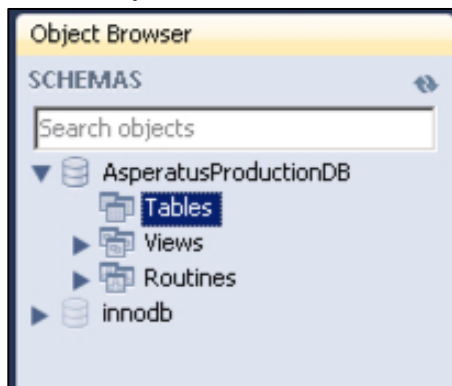 Object Browser
SCHEMAS
Search objects
AsperatusProductionDB
Tables
Views
Routines
innodb